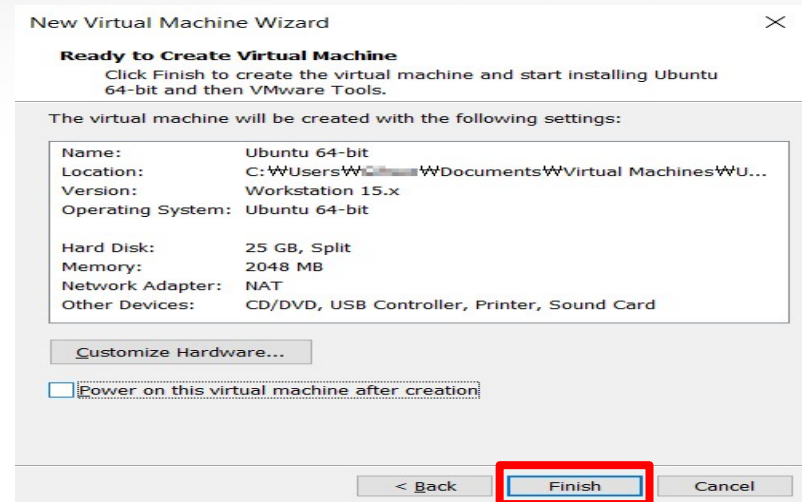 New Virtual Machine Wizard
Ready to Create Virtual Machine
Click Finish to create the virtual machine and start installing Ubuntu
64-bit and then VMware Tools.
The virtual machine will be created with the following settings:
Name: Ubuntu 64-bit
Location: C:₩Users₩ ₩Documents₩Virtual Machines₩U...
Version: Workstation 15.x
Operating System: Ubuntu 64-bit
Hard Disk: 25 GB, Split
Memory: 2048 MB
Network Adapter: NAT
Other Devices: CD/DVD, USB Controller, Printer, Sound Card
Customize Hardware...
Power on this virtual machine after creation
< Back Finish Cancel